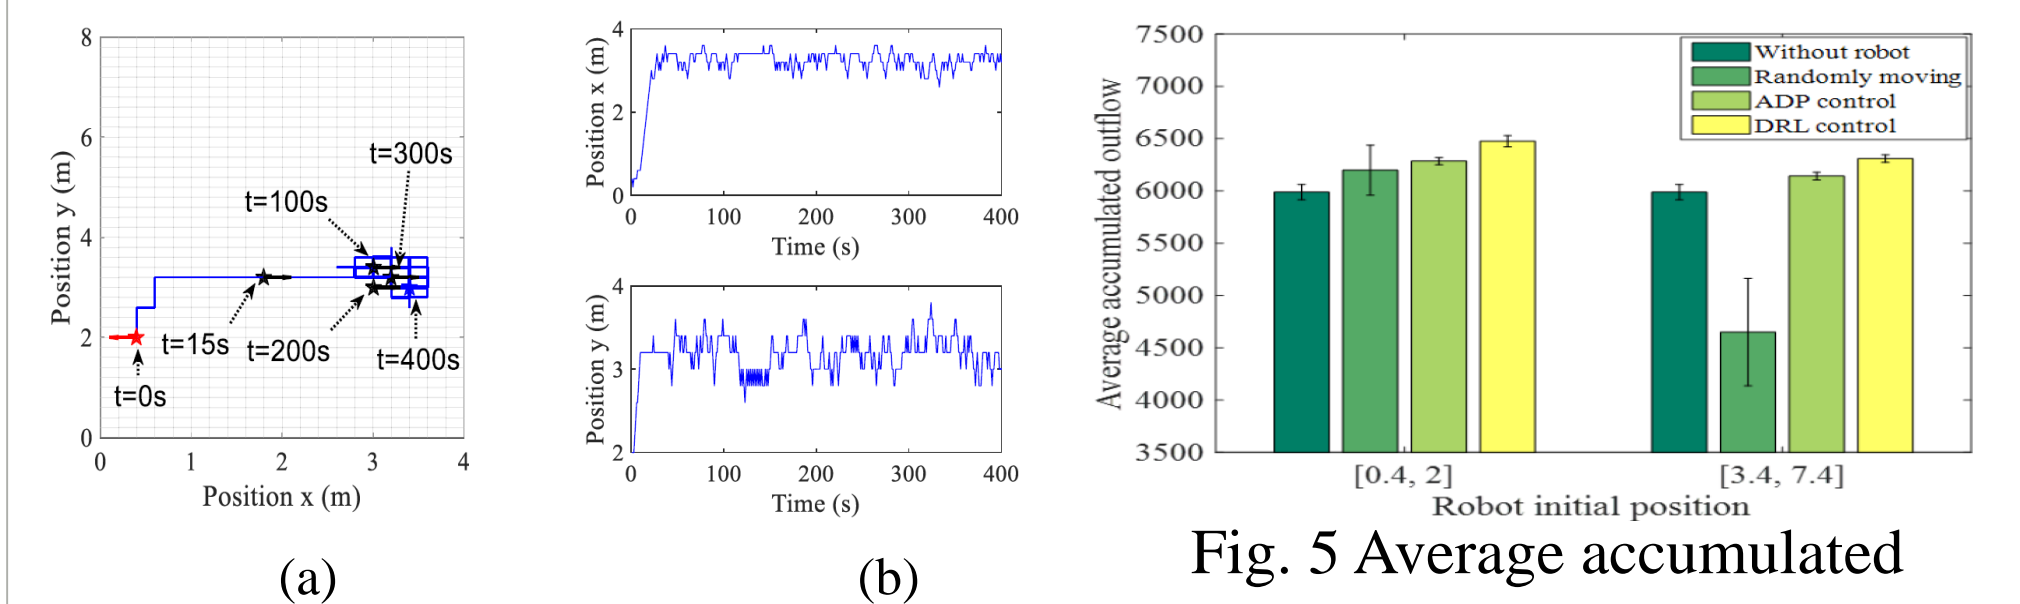 8
6
4
2
0
0 1 2 3 4
Position y (m)
Position x (m)
t=300s
t=100s
t=15s
t=200s
t=400s
t=0s
(a)
4
2
0
0 100 200 300 400
Position x (m)
Time (s)
4
3
2
0 100 200 300 400
Position y (m)
Time (s)
(b)
7500
7000
6500
6000
5500
5000
4500
4000
3500
Average accumulated outflow
Without robot
Randomly moving
ADP control
DRL control
[0.4, 2] [3.4, 7.4]
Robot initial position
Fig. 5 Average accumulated